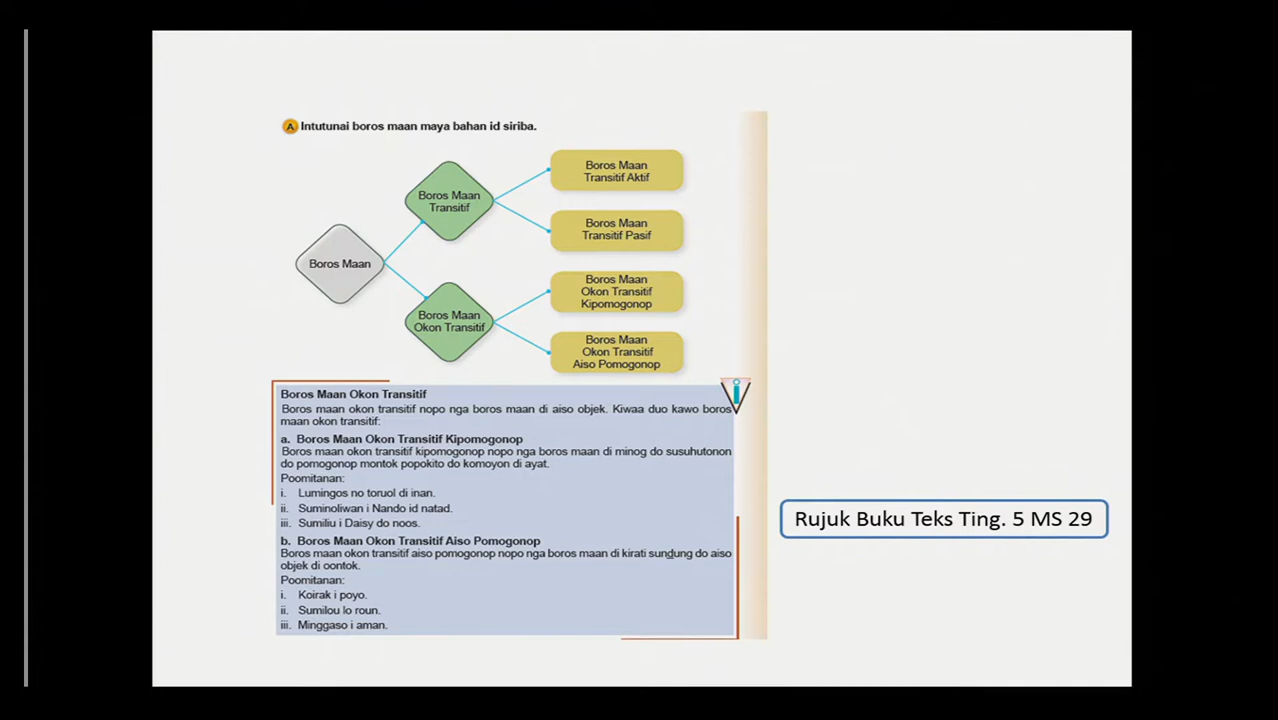 A Intutunai boros maan maya bahan id siriba.
Boros Maan
Boros Maan
Transitif
Boros Maan
Transitif Aktif
Boros Maan
Transitif Pasif
Boros Maan
Okon Transitif
Boros Maan
Okon Transitif
Kipomogonop
Boros Maan
Okon Transitif
Aiso Pomogonop
i
Boros Maan Okon Transitif
Boros maan okon transitif nopo nga boros maan di aiso objek. Kiwaa duo kawo boros
maan okon transitif:
a. Boros Maan Okon Transitif Kipomogonop
Boros maan okon transitif kipomogonop nopo nga boros maan di minog do susuhutonon
do pomogonop montok popokito do komoyon di ayat.
Poomitanan:
i. Lumingos no toruol di inan.
ii. Suminoliwan i Nando id natad.
iii. Sumiliu i Daisy do noos.
b. Boros Maan Okon Transitif Aiso Pomogonop
Boros maan okon transitif aiso pomogonop nopo nga boros maan di kirati sundung do aiso
objek di oontok.
Poomitanan:
i. Koirak i poyo.
ii. Sumilou lo roun.
iii. Minggaso i aman.
Rujuk Buku Teks Ting. 5 MS 29